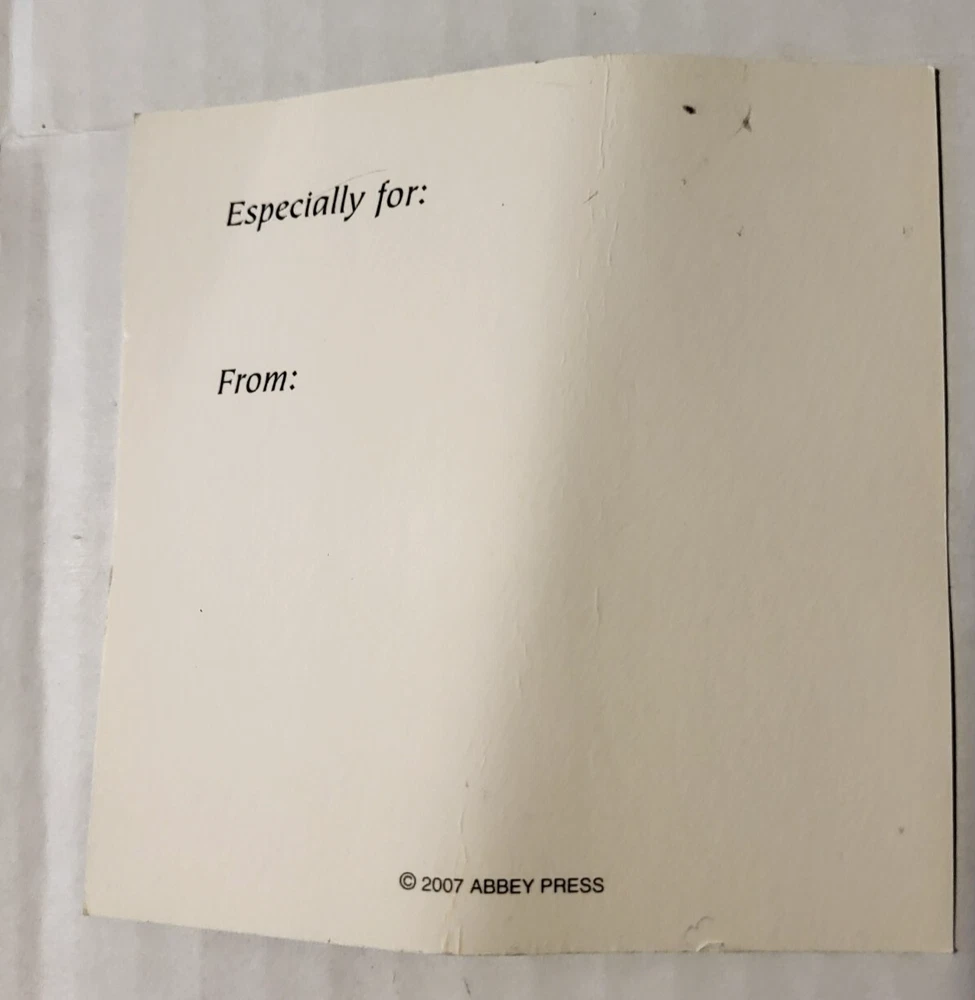 Especially for:
From:
© 2007 ABBEY PRESS